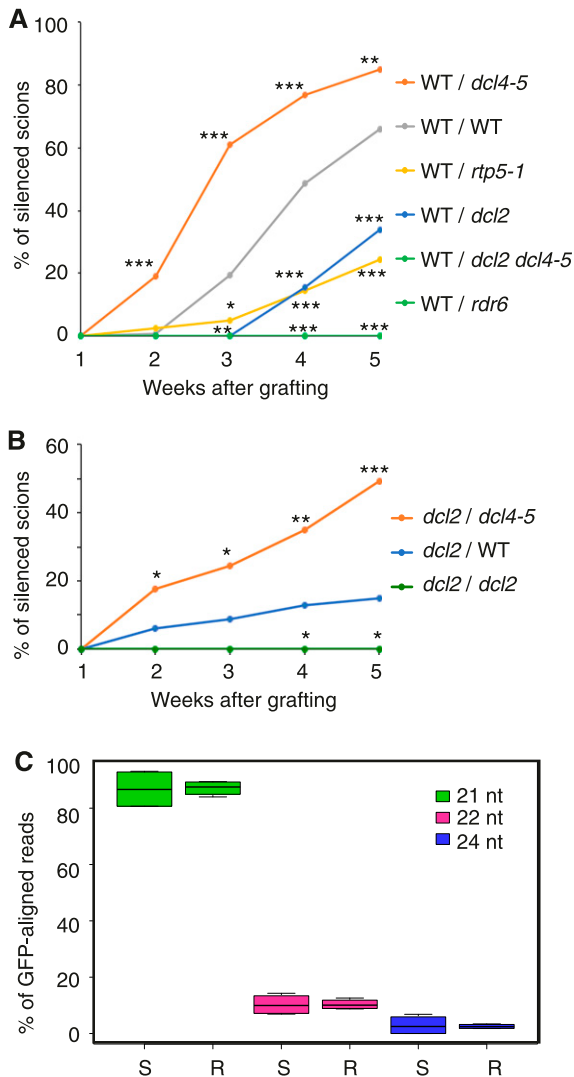 A
100
80
60
40
20
0
% of silenced scions
***
***
***
**
***
***
***
*
***
**
***
***
1 2 3 4 5
Weeks after grafting
WT / dcl4-5
WT / WT
WT / rtp5-1
WT / dcl2
WT / dcl2 dcl4-5
WT / rdr6
B
60
40
20
0
% of silenced scions
*
*
**
***
*
*
1 2 3 4 5
Weeks after grafting
dcl2 / dcl4-5
dcl2 / WT
dcl2 / dcl2
C
100
80
60
40
20
0
% of GFP-aligned reads
21 nt
22 nt
24 nt
S R S R S R